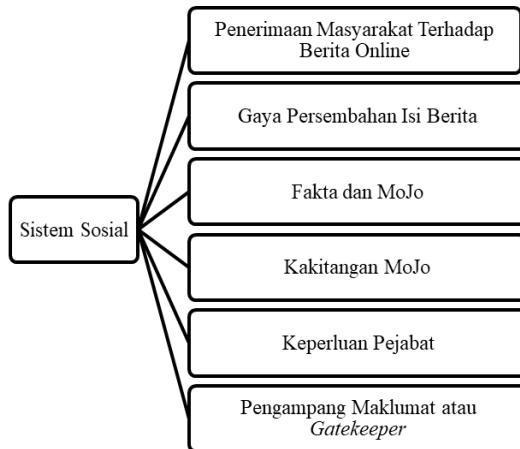 Penerimaan Masyarakat Terhadap
Berita Online
Gaya Persembahan Isi Berita
Fakta dan MoJo
Sistem Sosial
Kakitangan MoJo
Keperluan Pejabat
Pengampang Maklumat atau
Gatekeeper